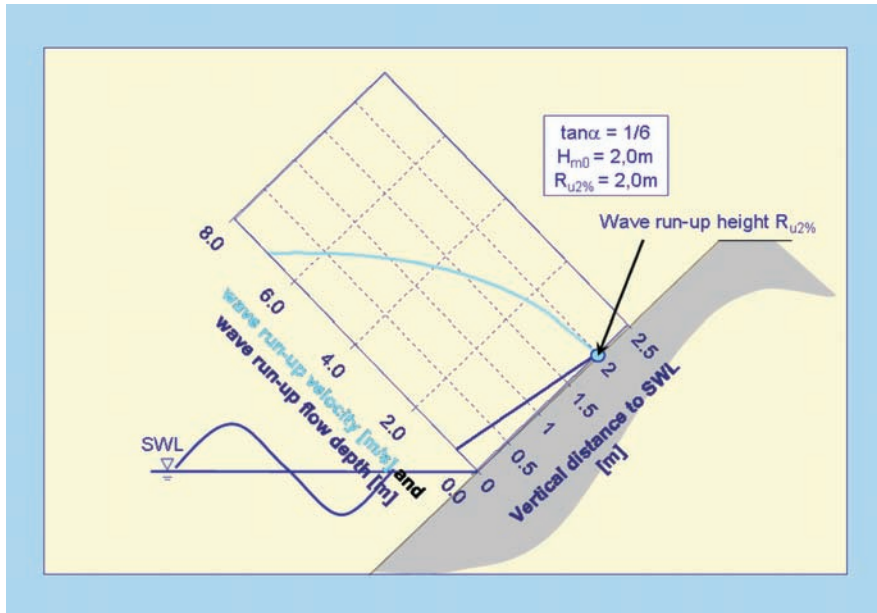 tanα = 1/6
Hm0 = 2,0m
Ru2% = 2,0m
Wave run-up height Ru2%
8.0
6.0
4.0
2.0
0.0
wave run-up velocity [m/s] and
wave run-up flow depth [m]
SWL
0
0.5
1
1.5
2
2.5
Vertical distance to SWL
[m]